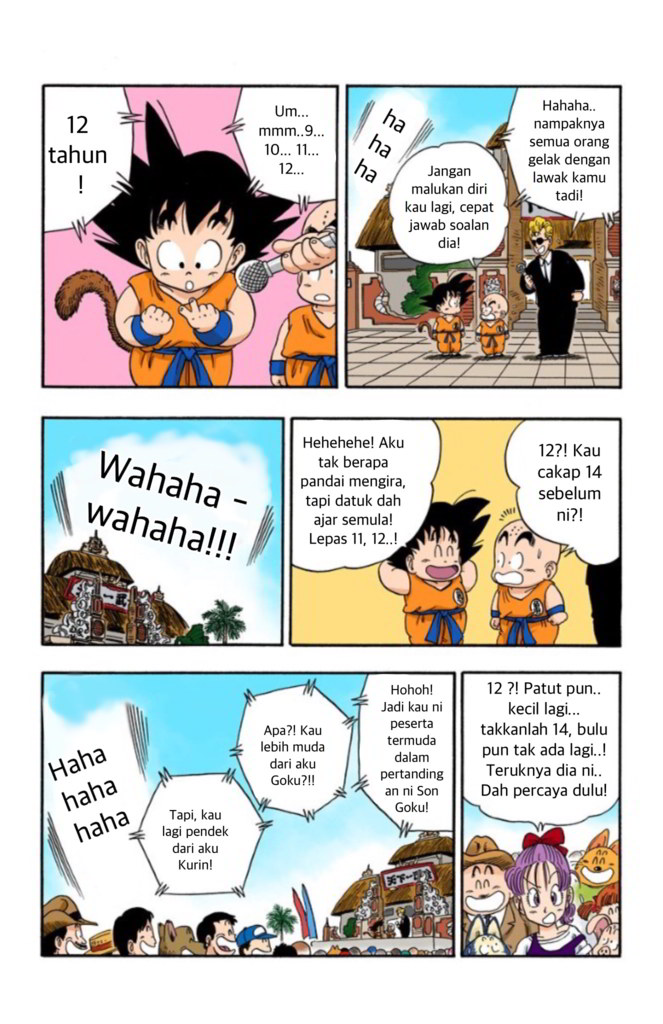 Hahaha..
nampaknya
semua orang
gelak dengan
lawak kamu
tadi!
Jangan
malukan diri
kau lagi, cepat
jawab soalan
dia!
ha
ha
ha
Um...
mmm..9...
10... 11...
12...
12
tahun
!
12?! Kau
cakap 14
sebelum
ni?!
Hehehehe! Aku
tak berapa
pandai mengira,
tapi datuk dah
ajar semula!
Lepas 11, 12..!
Wahaha -
wahaha!!!
12 ?! Patut pun..
kecil lagi...
takkanlah 14, bulu
pun tak ada lagi..!
Teruknya dia ni..
Dah percaya dulu!
Hohoh!
Jadi kau ni
peserta
termuda
dalam
pertanding
an ni Son
Goku!
Apa?! Kau
lebih muda
dari aku
Goku?!!
Tapi, kau
lagi pendek
dari aku
Kurin!
Haha
haha
haha